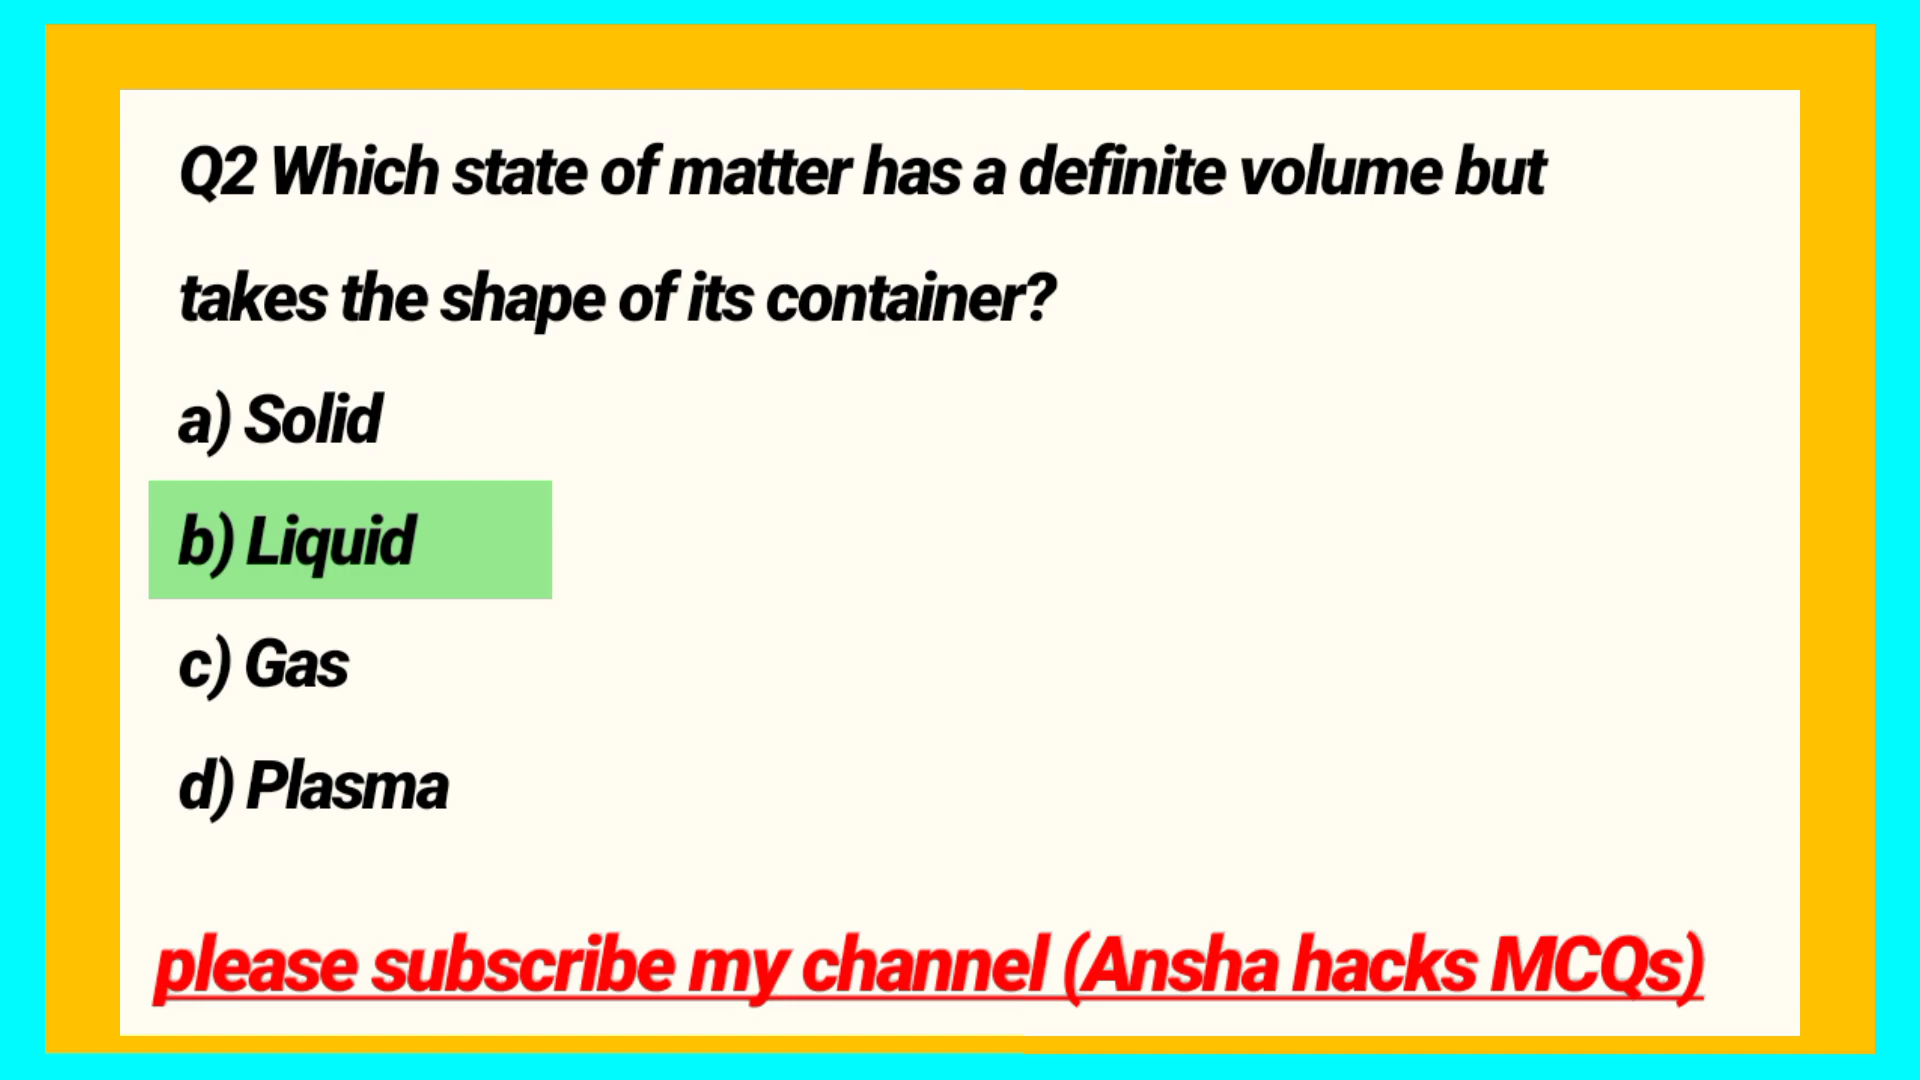 Q2 Which state of matter has a definite volume but
takes the shape of its container?
a) Solid
b) Liquid
c) Gas
d) Plasma
please subscribe my channel (Ansha hacks MCQs)